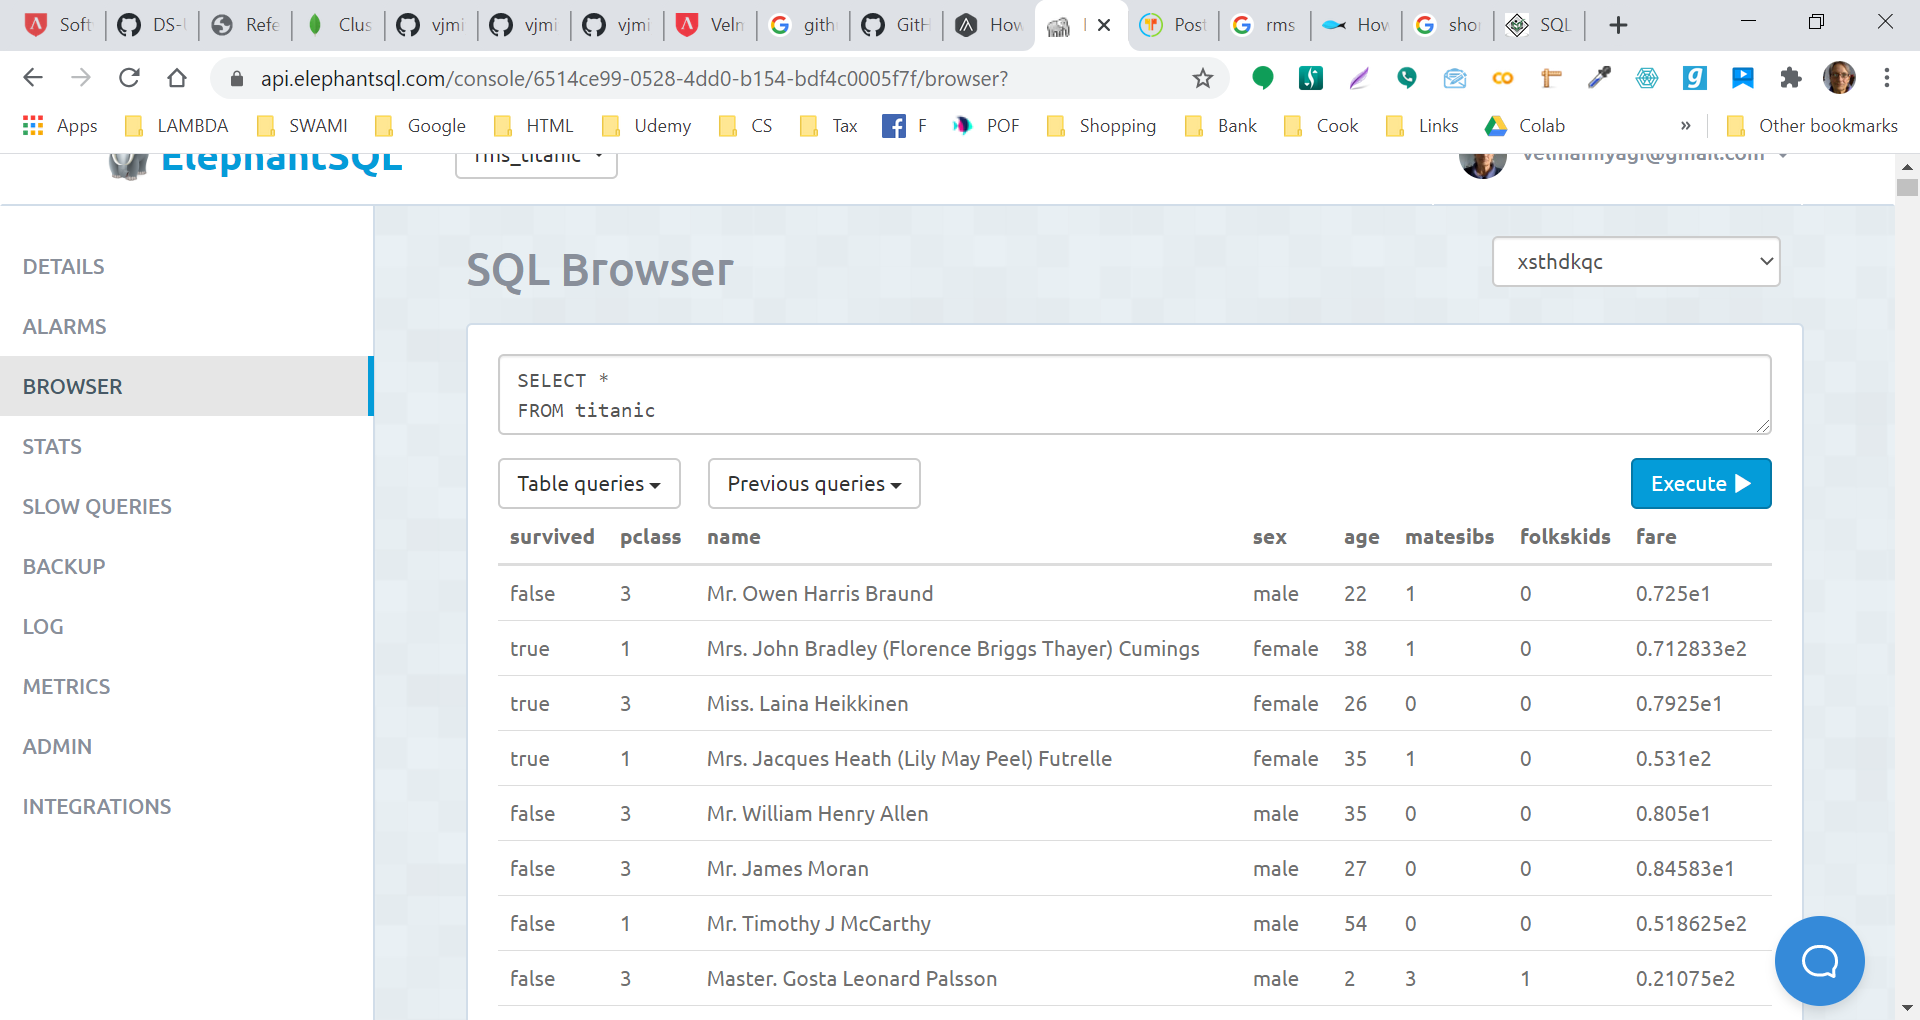 Soft
DS-
Refe
Clus
vjmi
vjmi
vjmi
Velm
gith
GitH
How
Post
rms
How
shor
SQL
api.elephantsql.com/console/6514ce99-0528-4dd0-b154-bdf4c0005f7f/browser?
Apps LAMBDA SWAMI Google HTML Udemy CS Tax F POF Shopping Bank Cook Links Colab » Other bookmarks
ElephantSQL rms_titanic velmamiyagi@gmail.com
DETAILS
ALARMS
BROWSER
STATS
SLOW QUERIES
BACKUP
LOG
METRICS
ADMIN
INTEGRATIONS
SQL Browser xsthdkqc
SELECT *
FROM titanic
Table queries Previous queries Execute
survived pclass name sex age matesibs folkskids fare
false 3 Mr. Owen Harris Braund male 22 1 0 0.725e1
true 1 Mrs. John Bradley (Florence Briggs Thayer) Cumings female 38 1 0 0.712833e2
true 3 Miss. Laina Heikkinen female 26 0 0 0.7925e1
true 1 Mrs. Jacques Heath (Lily May Peel) Futrelle female 35 1 0 0.531e2
false 3 Mr. William Henry Allen male 35 0 0 0.805e1
false 3 Mr. James Moran male 27 0 0 0.84583e1
false 1 Mr. Timothy J McCarthy male 54 0 0 0.518625e2
false 3 Master. Gosta Leonard Palsson male 2 3 1 0.21075e2